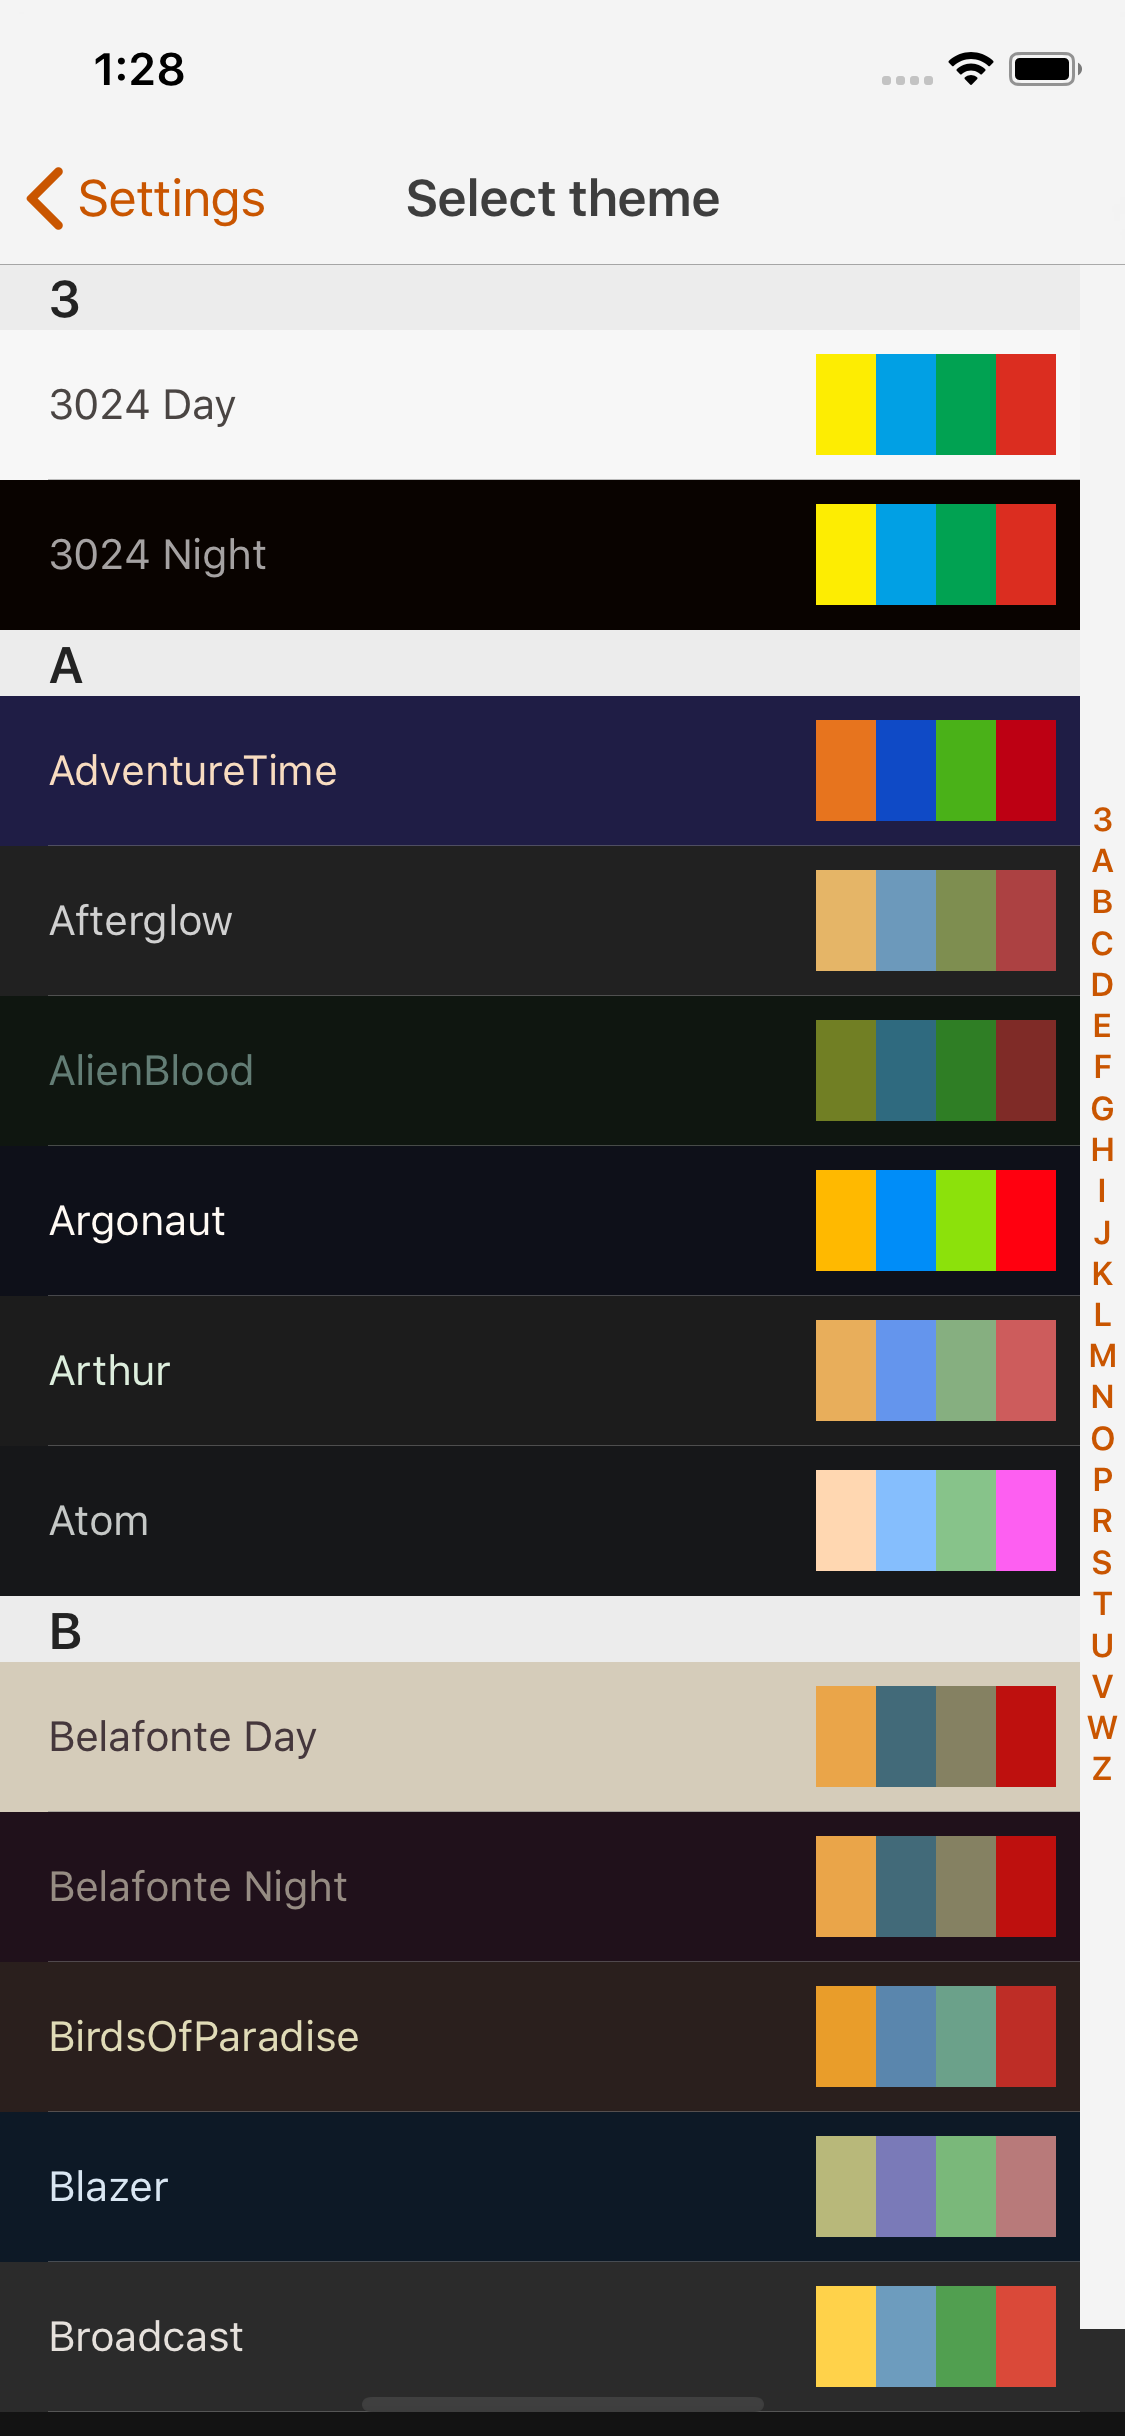 1:28
Settings
Select theme
3
3024 Day
3024 Night
A
AdventureTime
Afterglow
AlienBlood
Argonaut
Arthur
Atom
B
Belafonte Day
Belafonte Night
BirdsOfParadise
Blazer
Broadcast
3
A
B
C
D
E
F
G
H
I
J
K
L
M
N
O
P
R
S
T
U
V
W
Z